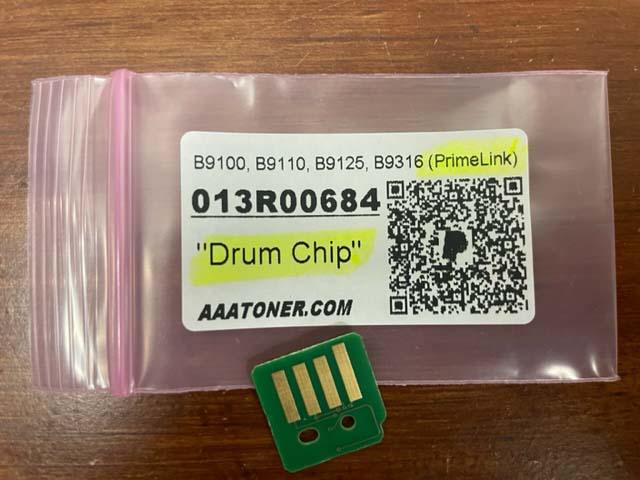 B9100, B9110, B9125, B9316 (PrimeLink)
013R00684
"Drum Chip"
AAATONER.COM